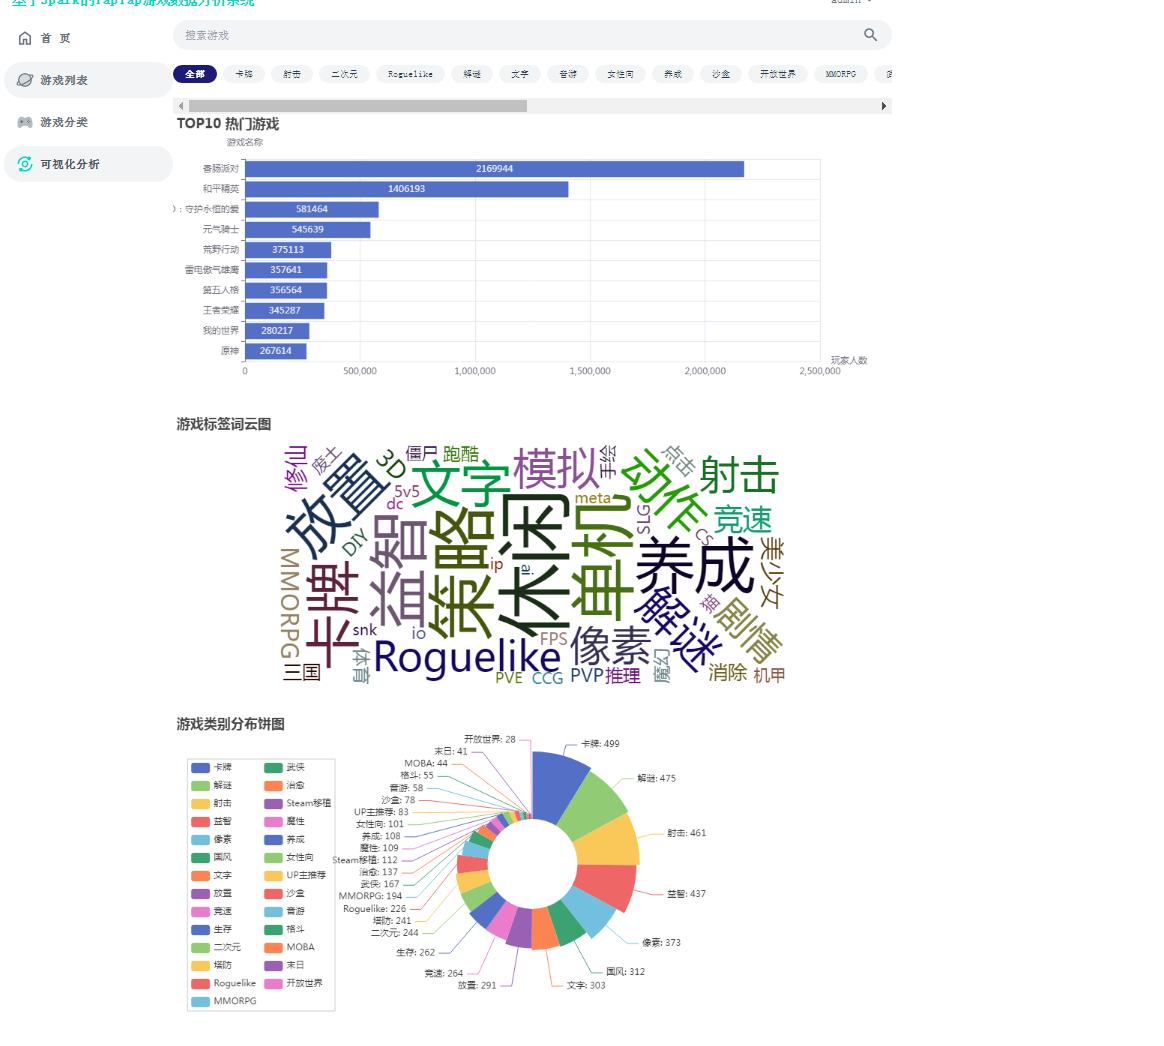 基于Spark的TapTap游戏数据分析系统
admin
首 页
游戏列表
游戏分类
可视化分析
搜索游戏
全部 卡牌 射击 二次元 Roguelike 解谜 文字 音游 女性向 养成 沙盒 开放世界 MMORPG
TOP10 热门游戏
游戏名称
香肠派对 2169944
和平精英 1406193
）：守护永恒的爱 581464
元气骑士 545639
荒野行动 375113
雷电傲气雄鹰 357641
第五人格 356564
王者荣耀 345287
我的世界 280217
原神 267614
玩家人数
0 500,000 1,000,000 1,500,000 2,000,000 2,500,000
游戏标签词云图
修仙 废土 3D 僵尸 跑酷 模拟 手绘 动作 点击 射击
放置 5v5 dc 文字 meta SLG CS 竞速
DIY 益智 策略 ip 休闲 ai 单机 养成 美少女
MMORPG 卡牌 snk io Roguelike FPS 像素 解谜 猫 剧情
三国 体育 PVE CCG PVP 推理 魔幻 消除 机甲
游戏类别分布饼图
卡牌 武侠
解谜 治愈
射击 Steam移植
益智 魔性
像素 养成
国风 女性向
文字 UP主推荐
放置 沙盒
竞速 音游
生存 格斗
二次元 MOBA
塔防 末日
Roguelike 开放世界
MMORPG
开放世界: 28
末日: 41
MOBA: 44
格斗: 55
音游: 58
沙盒: 78
UP主推荐: 83
女性向: 101
养成: 108
魔性: 109
Steam移植: 112
治愈: 137
武侠: 167
MMORPG: 194
Roguelike: 226
塔防: 241
二次元: 244
生存: 262
竞速: 264
放置: 291
文字: 303
国风: 312
像素: 373
益智: 437
射击: 461
解谜: 475
卡牌: 499